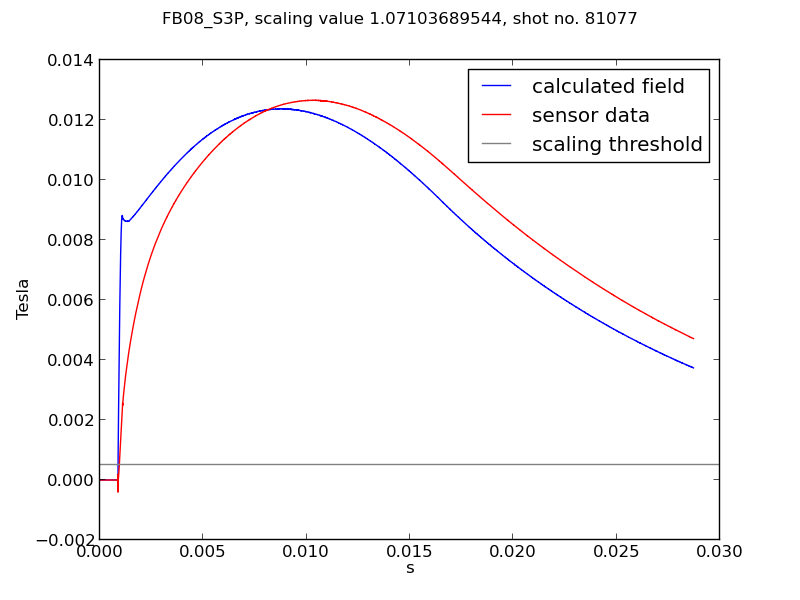 FB08_S3P, scaling value 1.07103689544, shot no. 81077
calculated field
sensor data
scaling threshold
Tesla
0.014
0.012
0.010
0.008
0.006
0.004
0.002
0.000
−0.002
0.000 0.005 0.010 0.015 0.020 0.025 0.030
s